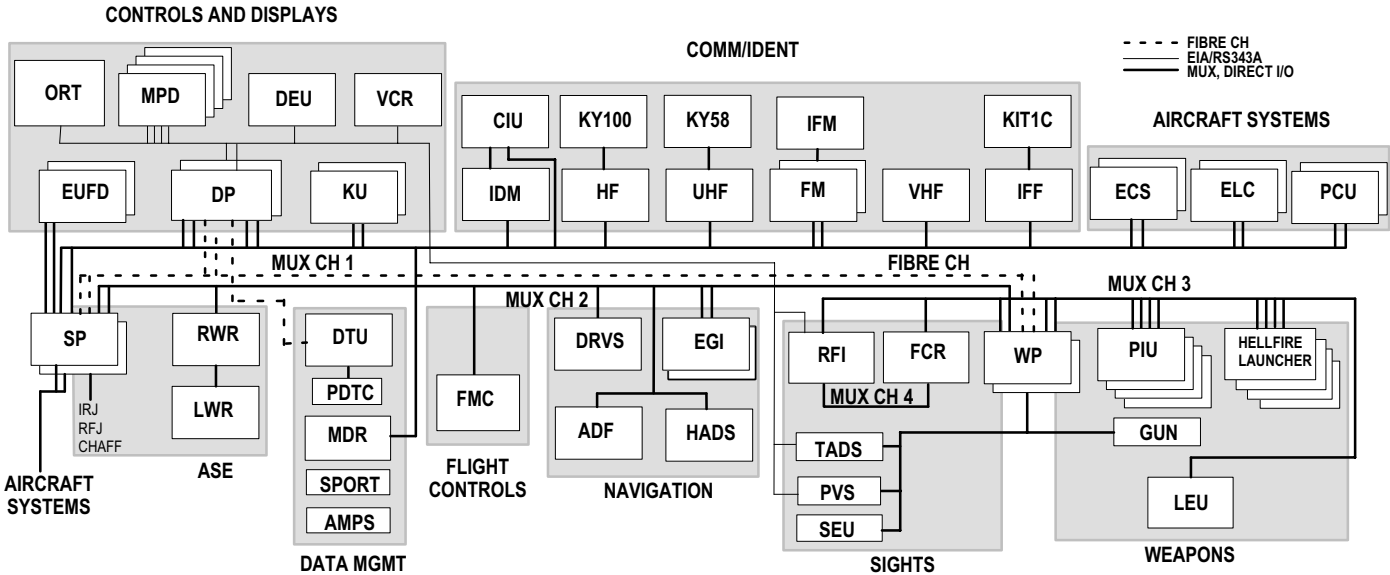 CONTROLS AND DISPLAYS
COMM/IDENT
FIBRE CH
EIA/RS343A
MUX, DIRECT I/O
AIRCRAFT SYSTEMS
ORT
MPD
DEU
VCR
CIU
KY100
KY58
IFM
KIT1C
EUFD
DP
KU
IDM
HF
UHF
FM
VHF
IFF
ECS
ELC
PCU
MUX CH 1
FIBRE CH
MUX CH 2
MUX CH 3
SP
RWR
DTU
DRVS
EGI
RFI
FCR
WP
PIU
HELLFIRE
LAUNCHER
PDTC
FMC
MUX CH 4
LWR
IRJ
RFJ
CHAFF
MDR
ADF
HADS
TADS
GUN
AIRCRAFT
SYSTEMS
ASE
SPORT
FLIGHT
CONTROLS
NAVIGATION
PVS
LEU
AMPS
SEU
DATA MGMT
SIGHTS
WEAPONS